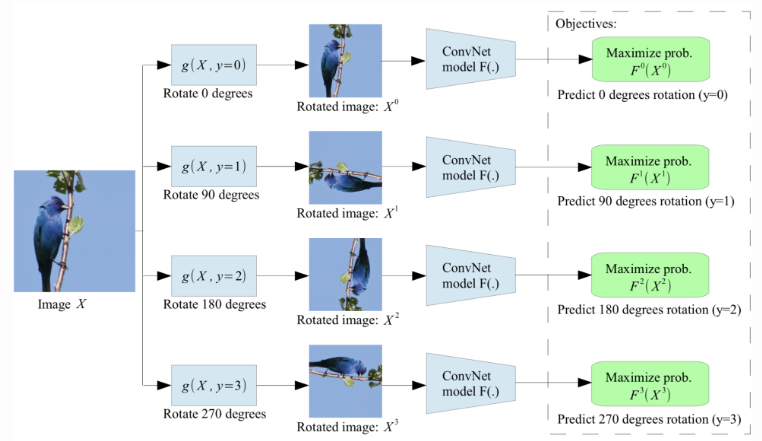 Objectives:
g(X, y=0)
Rotate 0 degrees
Rotated image: X⁰
ConvNet
model F(.)
Maximize prob.
F⁰(X⁰)
Predict 0 degrees rotation (y=0)
g(X, y=1)
Rotate 90 degrees
Rotated image: X¹
ConvNet
model F(.)
Maximize prob.
F¹(X¹)
Predict 90 degrees rotation (y=1)
Image X
g(X, y=2)
Rotate 180 degrees
Rotated image: X²
ConvNet
model F(.)
Maximize prob.
F²(X²)
Predict 180 degrees rotation (y=2)
g(X, y=3)
Rotate 270 degrees
Rotated image: X³
ConvNet
model F(.)
Maximize prob.
F³(X³)
Predict 270 degrees rotation (y=3)